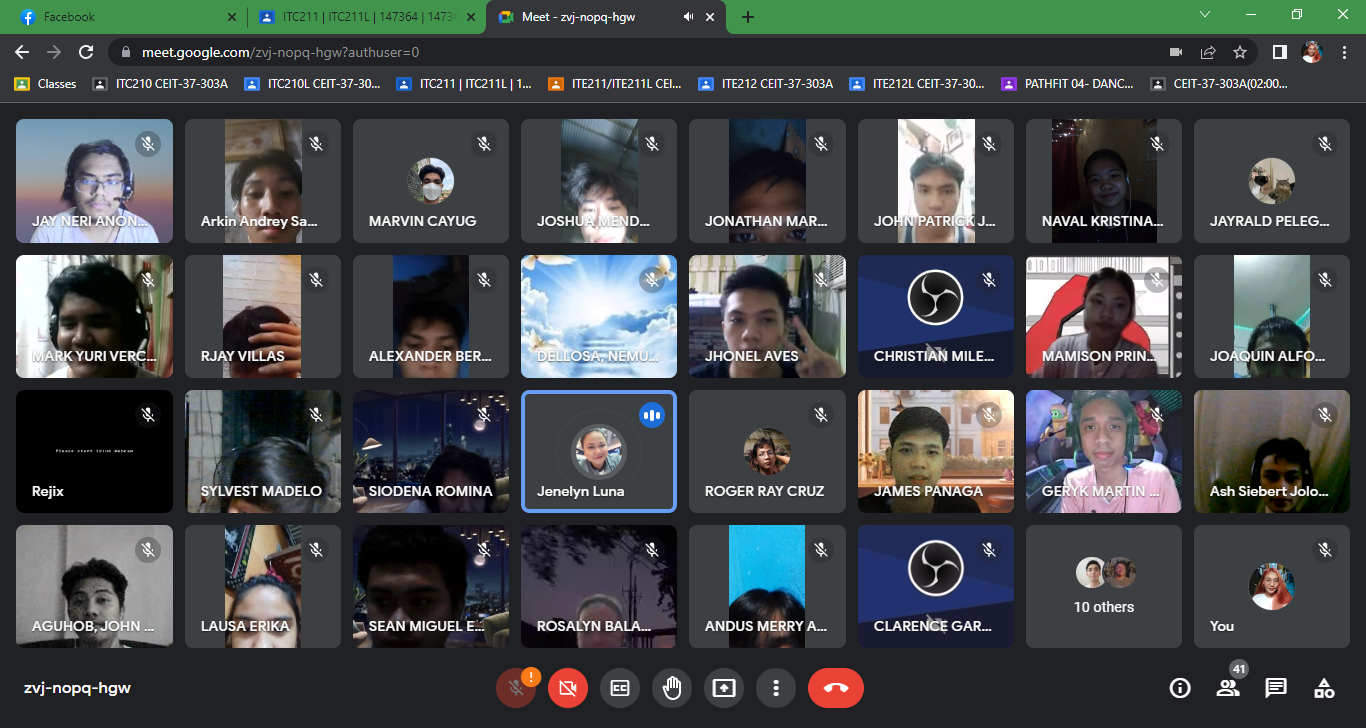 Facebook
ITC211 | ITC211L | 147364 | 1473
Meet - zvj-nopq-hgw
meet.google.com/zvj-nopq-hgw?authuser=0
Classes
ITC210 CEIT-37-303A
ITC210L CEIT-37-30...
ITC211 | ITC211L | 1...
ITE211/ITE211L CEI...
ITE212 CEIT-37-303A
ITE212L CEIT-37-30...
PATHFIT 04- DANC...
CEIT-37-303A(02:00...
JAY NERI ANON...
Arkin Andrey Sa...
MARVIN CAYUG
JOSHUA MEND...
JONATHAN MAR...
JOHN PATRICK J...
NAVAL KRISTINA...
JAYRALD PELEG...
MARK YURI VERC...
RJAY VILLAS
ALEXANDER BER...
DELLOSA, NEMU...
JHONEL AVES
CHRISTIAN MILE...
MAMISON PRIN...
JOAQUIN ALFO...
Please start Iriun Webcam
Rejix
SYLVEST MADELO
SIODENA ROMINA
Jenelyn Luna
ROGER RAY CRUZ
JAMES PANAGA
GERYK MARTIN ...
Ash Siebert Jolo...
AGUHOB, JOHN ...
LAUSA ERIKA
SEAN MIGUEL E...
ROSALYN BALA...
ANDUS MERRY A...
CLARENCE GAR...
10 others
You
zvj-nopq-hgw
!
CC
41